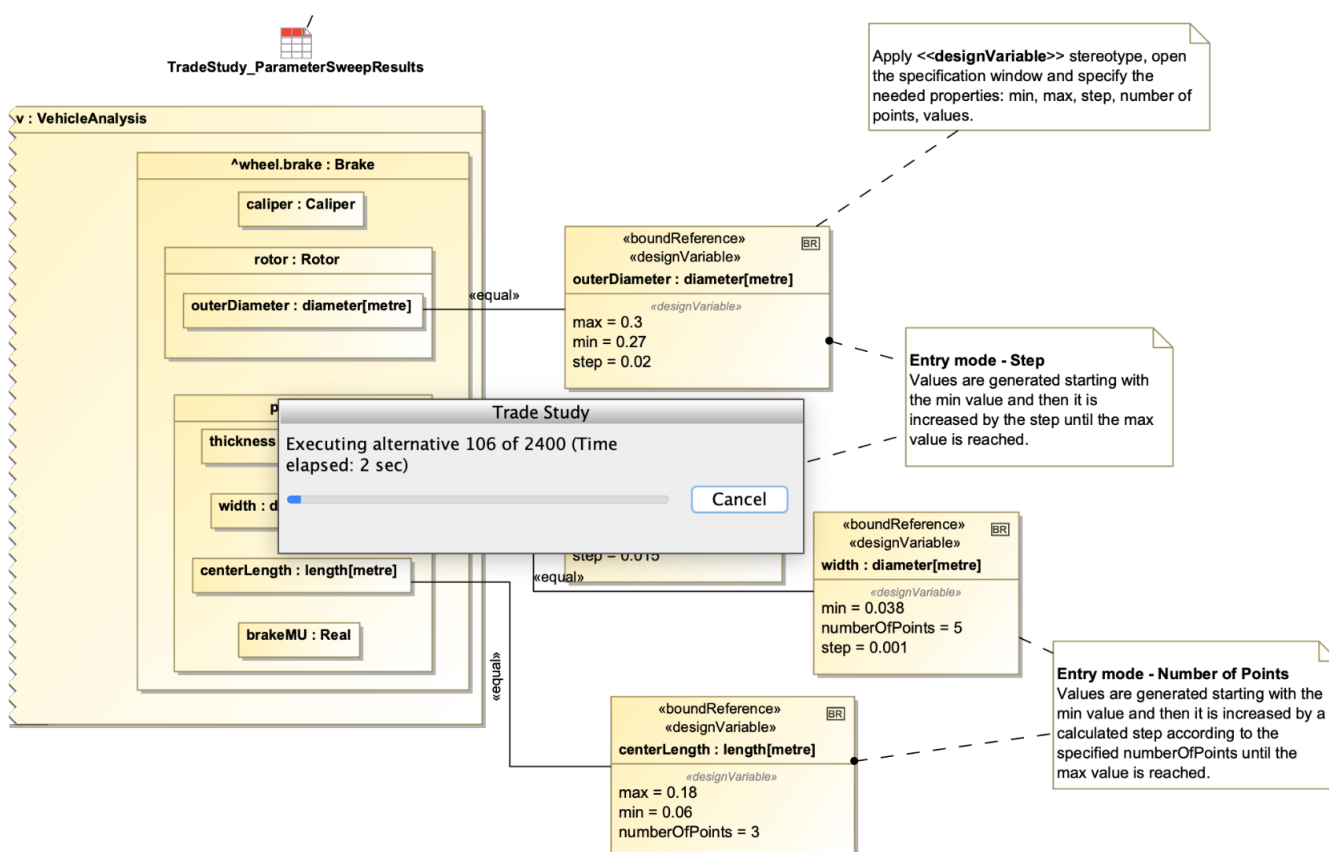 TradeStudy_ParameterSweepResults
Apply <<designVariable>> stereotype, open
the specification window and specify the
needed properties: min, max, step, number of
points, values.
v : VehicleAnalysis
^wheel.brake : Brake
caliper : Caliper
rotor : Rotor
outerDiameter : diameter[metre]
«equal»
«boundReference»
BR
«designVariable»
outerDiameter : diameter[metre]
«designVariable»
max = 0.3
min = 0.27
step = 0.02
Entry mode - Step
Values are generated starting with
the min value and then it is
increased by the step until the max
value is reached.
p
thickness
width : d
Trade Study
Executing alternative 106 of 2400 (Time
elapsed: 2 sec)
Cancel
step = 0.015
«equal»
centerLength : length[metre]
brakeMU : Real
«equal»
«boundReference»
BR
«designVariable»
width : diameter[metre]
«designVariable»
min = 0.038
numberOfPoints = 5
step = 0.001
Entry mode - Number of Points
Values are generated starting with the
min value and then it is increased by a
calculated step according to the
specified numberOfPoints until the
max value is reached.
«boundReference»
BR
«designVariable»
centerLength : length[metre]
«designVariable»
max = 0.18
min = 0.06
numberOfPoints = 3